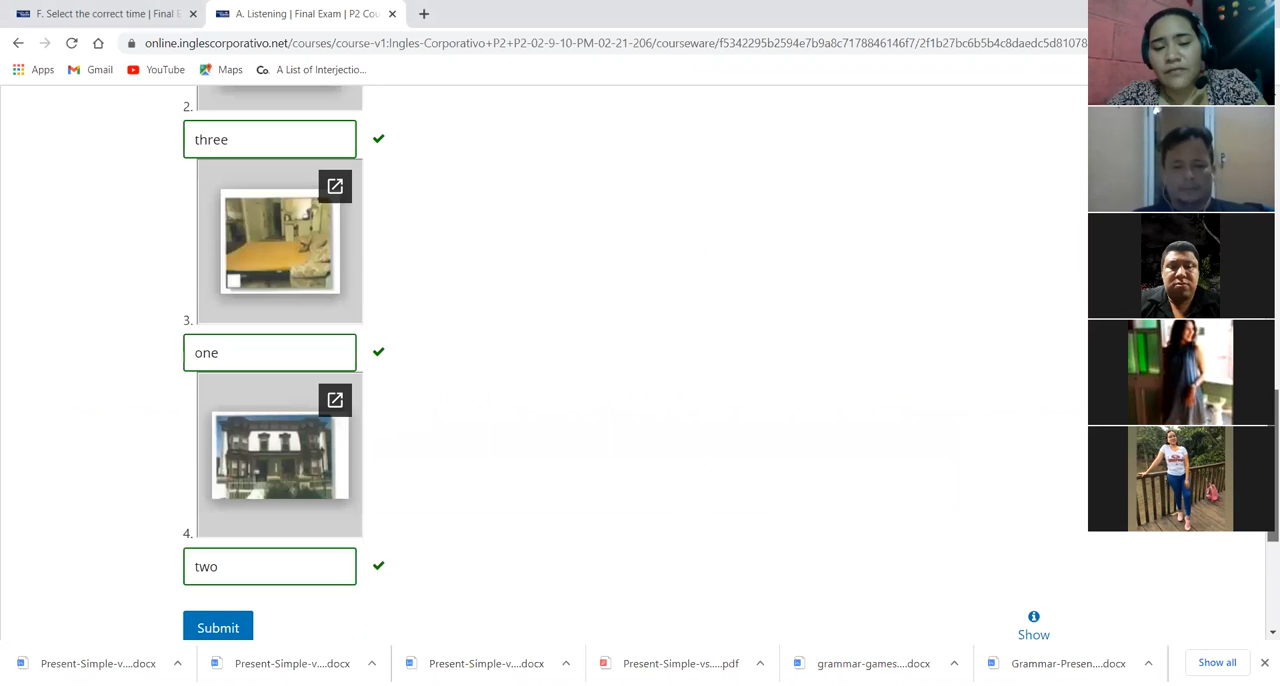 F. Select the correct time | Final E
A. Listening | Final Exam | P2 Cou
online.inglescorporativo.net/courses/course-v1:Ingles-Corporativo+P2+P2-02-9-10-PM-02-21-206/courseware/f5342295b2594e7b9a8c7178846146f7/2f1b27bc6b5b4c8daedc5d81078
Apps Gmail YouTube Maps Co. A List of Interjectio...
2.
three
3.
one
4.
two
Submit
Show
Present-Simple-v....docx Present-Simple-v....docx Present-Simple-v....docx Present-Simple-vs.....pdf grammar-games....docx Grammar-Presen....docx Show all